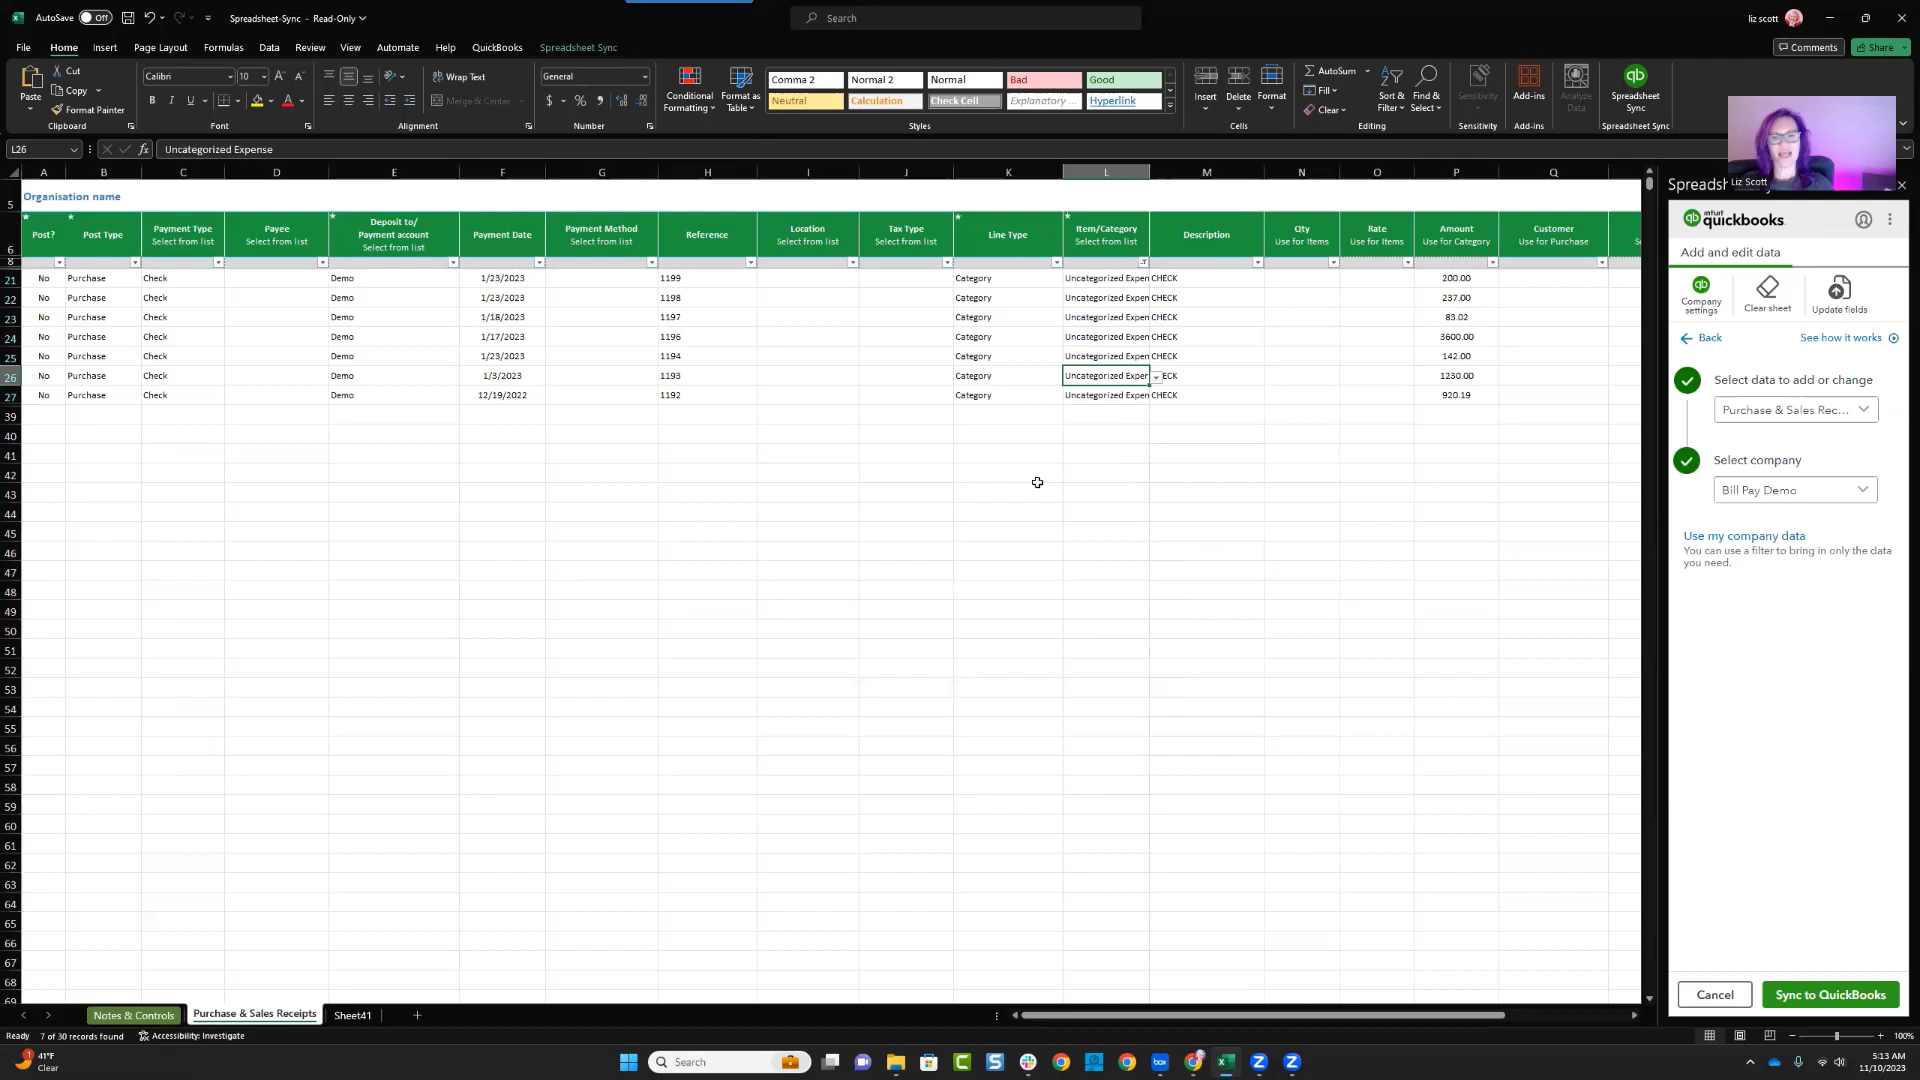 AutoSave Off Spreadsheet-Sync - Read-Only Search liz scott
File Home Insert Page Layout Formulas Data Review View Automate Help QuickBooks Spreadsheet Sync Comments Share
Paste Cut Copy Format Painter Clipboard
Calibri 10 B I U Font
Wrap Text Merge & Center Alignment
General Number
Conditional Formatting Format as Table
Comma 2 Normal 2 Normal Bad Good
Neutral Calculation Check Cell Explanatory ... Hyperlink
Styles
Insert Delete Format Cells
AutoSum Fill Clear Sort & Filter Find & Select Editing
Sensitivity Sensitivity
Add-ins Add-ins
Analyze Data
Spreadsheet Sync Spreadsheet Sync
L26 fx Uncategorized Expense
A B C D E F G H I J K L M N O P Q
5 Organisation name
6 Post? Post Type Payment Type Select from list Payee Select from list Deposit to/ Payment account Select from list Payment Date Payment Method Select from list Reference Location Select from list Tax Type Select from list Line Type Item/Category Select from list Description Qty Use for Items Rate Use for Items Amount Use for Category Customer Use for Purchase
8
21 No Purchase Check Demo 1/23/2023 1199 Category Uncategorized Expen CHECK 200.00
22 No Purchase Check Demo 1/23/2023 1198 Category Uncategorized Expen CHECK 237.00
23 No Purchase Check Demo 1/18/2023 1197 Category Uncategorized Expen CHECK 83.02
24 No Purchase Check Demo 1/17/2023 1196 Category Uncategorized Expen CHECK 3600.00
25 No Purchase Check Demo 1/23/2023 1194 Category Uncategorized Expen CHECK 142.00
26 No Purchase Check Demo 1/3/2023 1193 Category Uncategorized Exper ECK 1230.00
27 No Purchase Check Demo 12/19/2022 1192 Category Uncategorized Expen CHECK 920.19
39
40
41
42
43
44
45
46
47
48
49
50
51
52
53
54
55
56
57
58
59
60
61
62
63
64
65
66
67
68
69
Liz Scott
Spreads
intuit quickbooks.
Add and edit data
Company settings Clear sheet Update fields
Back See how it works
Select data to add or change
Purchase & Sales Rec...
Select company
Bill Pay Demo
Use my company data
You can use a filter to bring in only the data
you need.
Cancel Sync to QuickBooks
Notes & Controls Purchase & Sales Receipts Sheet41
Ready 7 of 30 records found Accessibility: Investigate 100%
1 41°F Clear Search box 5:13 AM
11/10/2023